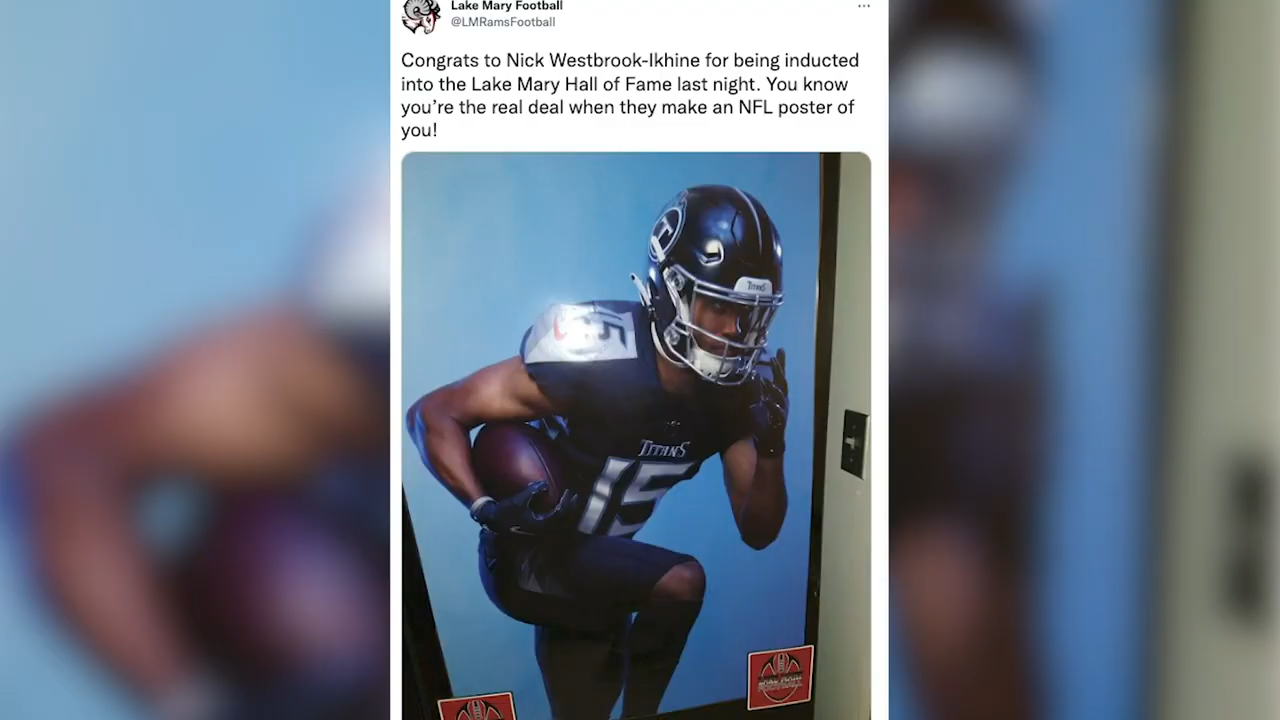 Lake Mary Football
@LMRamsFootball
Congrats to Nick Westbrook-Ikhine for being inducted
into the Lake Mary Hall of Fame last night. You know
you’re the real deal when they make an NFL poster of
you!
T
TITANS
15
TITANS
15
FOOTBALL